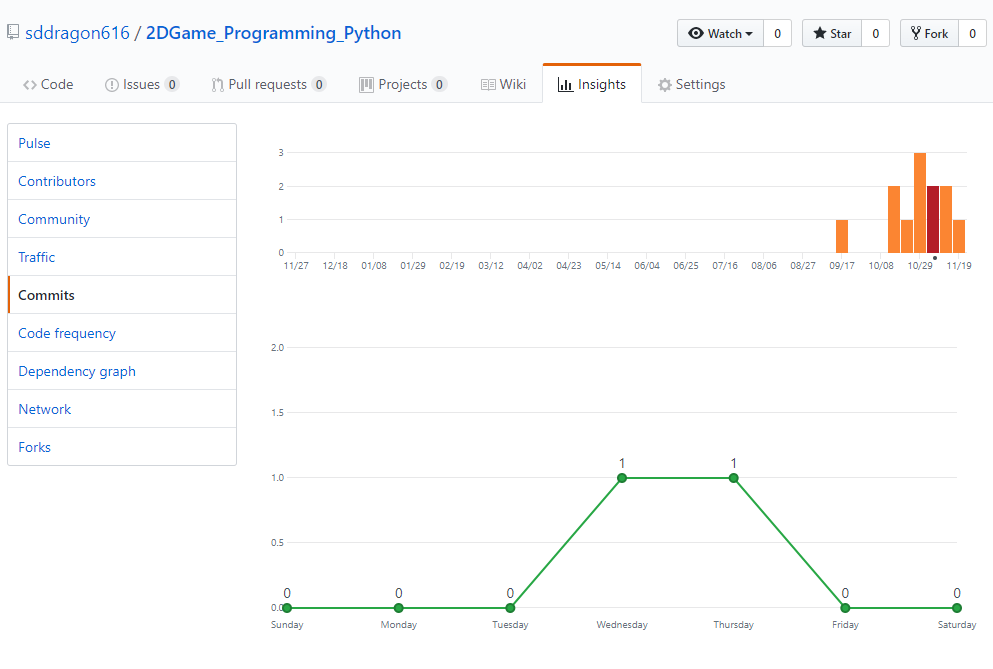 sddragon616 / 2DGame_Programming_Python
Watch 0 Star 0 Fork 0
Code Issues 0 Pull requests 0 Projects 0 Wiki Insights Settings
Pulse
Contributors
Community
Traffic
Commits
Code frequency
Dependency graph
Network
Forks
3
2
1
0
11/27 12/18 01/08 01/29 02/19 03/12 04/02 04/23 05/14 06/04 06/25 07/16 08/06 08/27 09/17 10/08 10/29 11/19
2.0
1.5
1 1
1.0
0.5
0 0 0 0 0
0.0
Sunday Monday Tuesday Wednesday Thursday Friday Saturday